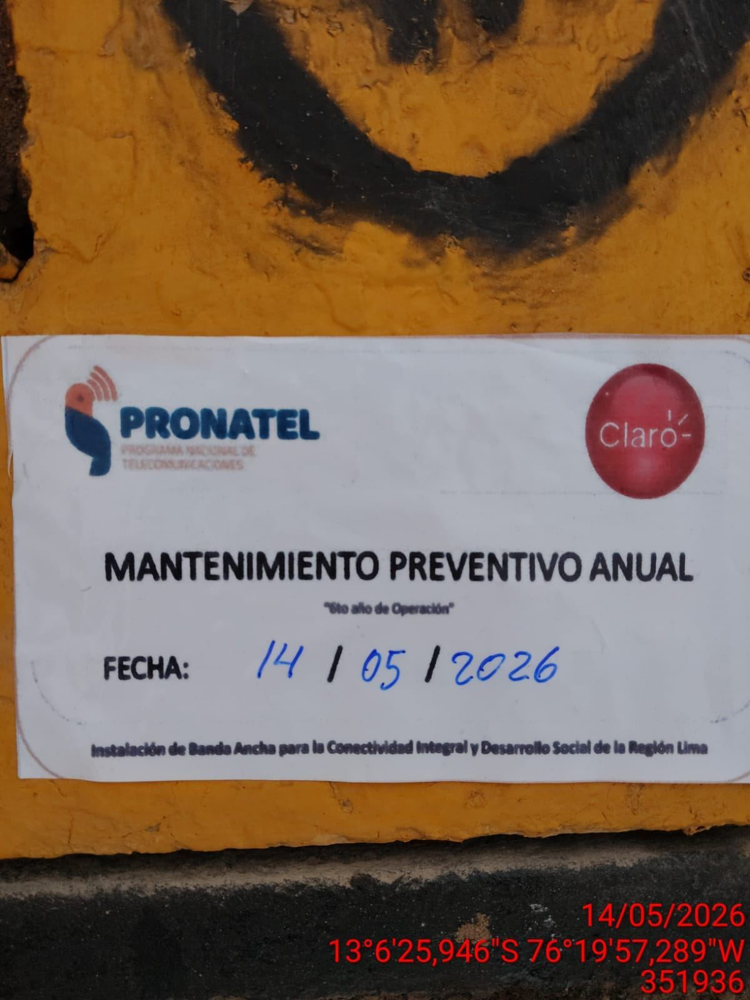 PRONATEL
PROGRAMA NACIONAL DE
TELECOMUNICACIONES
Claro
MANTENIMIENTO PREVENTIVO ANUAL
"6to año de Operación"
FECHA: 14 / 05 / 2026
Instalación de Banda Ancha para la Conectividad Integral y Desarrollo Social de la Región Lima
14/05/2026
13°6'25,946"S 76°19'57,289"W
351936